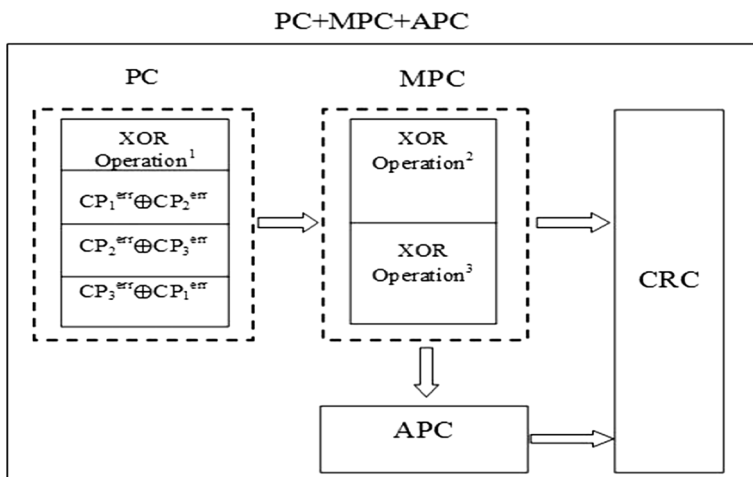 PC+MPC+APC
PC
XOR
Operation¹
CP₁ᵉʳʳ⊕CP₂ᵉʳʳ
CP₂ᵉʳʳ⊕CP₃ᵉʳʳ
CP₃ᵉʳʳ⊕CP₁ᵉʳʳ
MPC
XOR
Operation²
XOR
Operation³
APC
CRC